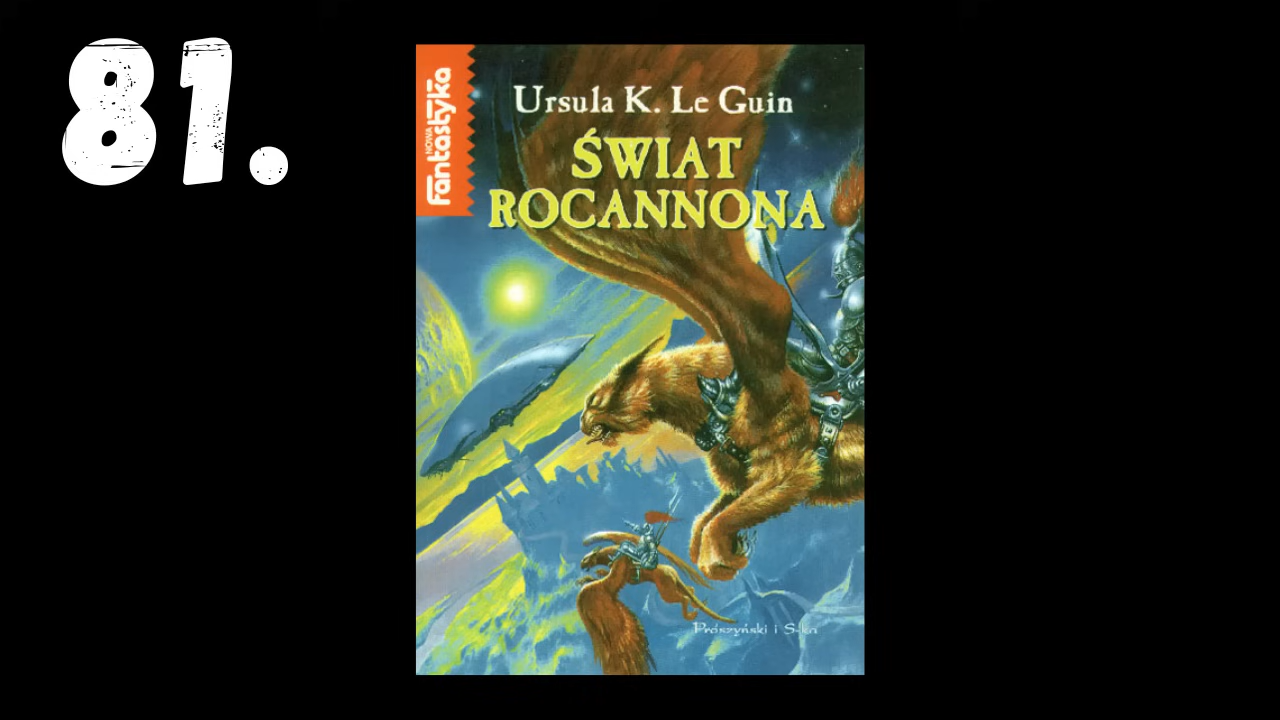 81.
NOWA
Fantastyka
Ursula K. Le Guin
ŚWIAT
ROCANNONA
Prószyński i S-ka